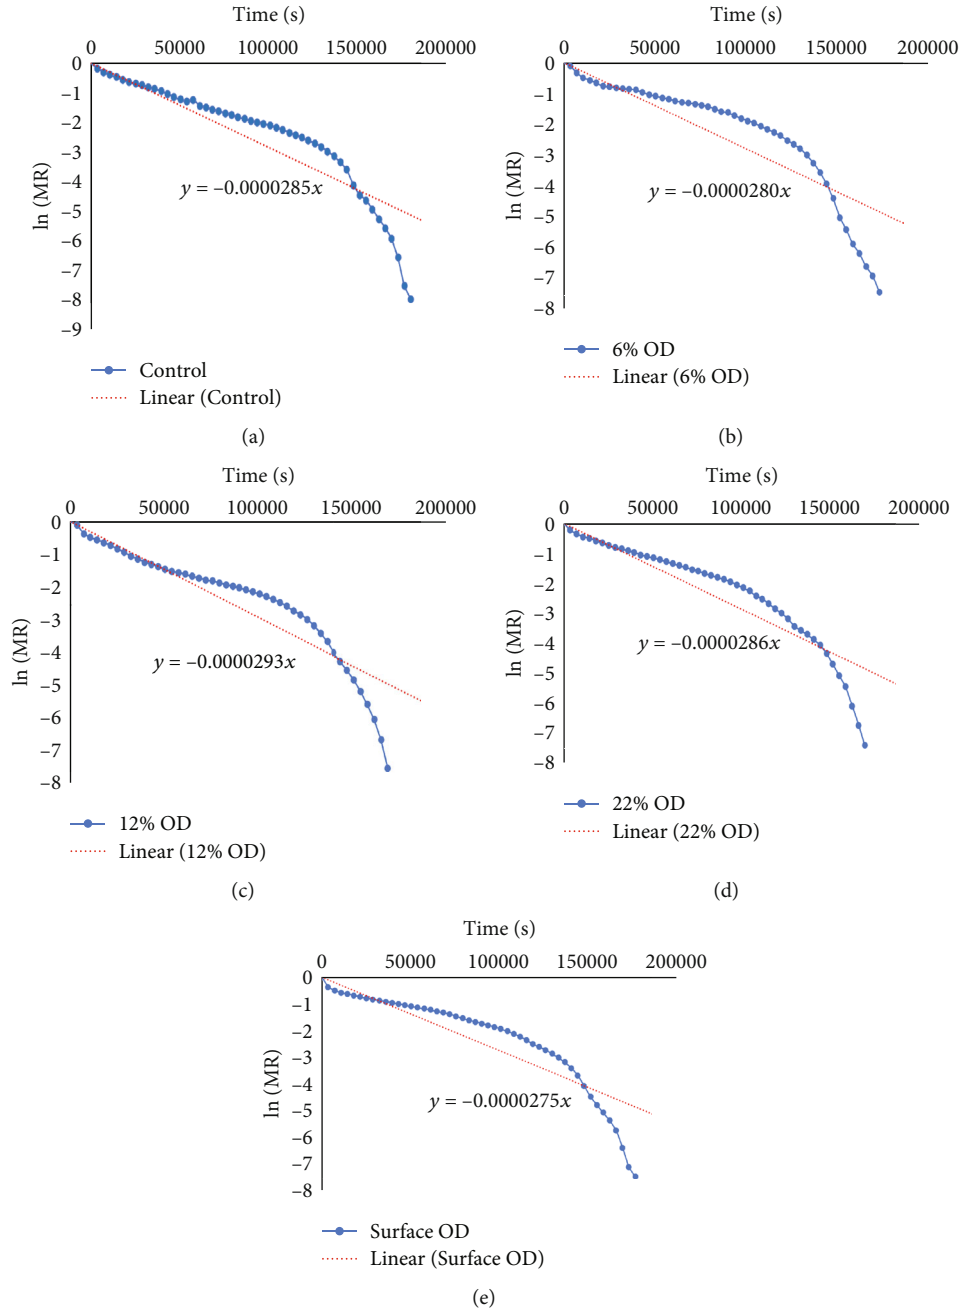 Time (s)
0 50000 100000 150000 200000
0
−1
−2
−3
−4
−5
−6
−7
−8
−9
ln (MR)
y = −0.0000285x
Control
Linear (Control)
(a)
Time (s)
0 50000 100000 150000 200000
0
−1
−2
−3
−4
−5
−6
−7
−8
ln (MR)
y = −0.0000280x
6% OD
Linear (6% OD)
(b)
Time (s)
0 50000 100000 150000 200000
0
−1
−2
−3
−4
−5
−6
−7
−8
ln (MR)
y = −0.0000293x
12% OD
Linear (12% OD)
(c)
Time (s)
0 50000 100000 150000 200000
0
−1
−2
−3
−4
−5
−6
−7
−8
ln (MR)
y = −0.0000286x
22% OD
Linear (22% OD)
(d)
Time (s)
0 50000 100000 150000 200000
0
−1
−2
−3
−4
−5
−6
−7
−8
ln (MR)
y = −0.0000275x
Surface OD
Linear (Surface OD)
(e)